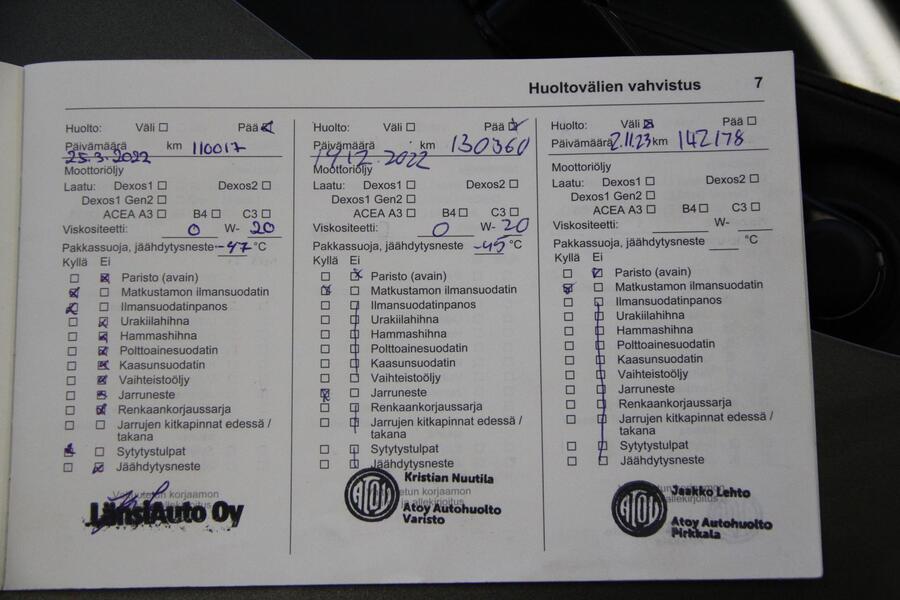 Huoltovälien vahvistus 7
Huolto: Väli ☐ Pää ☒
Päivämäärä km 110017
25.3.2022
Moottoriöljy
Laatu: Dexos1 ☐ Dexos2 ☐
Dexos1 Gen2 ☐
ACEA A3 ☐ B4 ☐ C3 ☐
Viskositeetti: 0 W- 20
Pakkassuoja, jäähdytysneste -47 °C
Kyllä Ei
☐ ☒ Paristo (avain)
☒ ☐ Matkustamon ilmansuodatin
☒ ☐ Ilmansuodatinpanos
☐ ☒ Urakiilahihna
☐ ☒ Hammashihna
☐ ☒ Polttoainesuodatin
☐ ☒ Kaasunsuodatin
☐ ☒ Vaihteistoöljy
☐ ☒ Jarruneste
☐ ☒ Renkaankorjaussarja
☐ ☐ Jarrujen kitkapinnat edessä /
takana
☒ ☐ Sytytystulpat
☐ ☒ Jäähdytysneste
korjaamon
LänsiAuto Oy
Huolto: Väli ☐ Pää ☒
Päivämäärä km 130360
19.12.2022
Moottoriöljy
Laatu: Dexos1 ☐ Dexos2 ☐
Dexos1 Gen2 ☐
ACEA A3 ☐ B4 ☐ C3 ☐
Viskositeetti: 0 W- 20
Pakkassuoja, jäähdytysneste -45 °C
Kyllä Ei
☐ ☒ Paristo (avain)
☒ ☐ Matkustamon ilmansuodatin
☐ ☐ Ilmansuodatinpanos
☐ ☐ Urakiilahihna
☐ ☐ Hammashihna
☐ ☐ Polttoainesuodatin
☐ ☐ Kaasunsuodatin
☐ ☐ Vaihteistoöljy
☒ ☐ Jarruneste
☐ ☐ Renkaankorjaussarja
☐ ☐ Jarrujen kitkapinnat edessä /
takana
☐ ☐ Sytytystulpat
☐ ☐ Jäähdytysneste
Kristian Nuutila
korjaamon
ATOY
Atoy Autohuolto
Varisto
Huolto: Väli ☒ Pää ☐
Päivämäärä 2.11.23 km 142178
Moottoriöljy
Laatu: Dexos1 ☐ Dexos2 ☐
Dexos1 Gen2 ☐
ACEA A3 ☐ B4 ☐ C3 ☐
Viskositeetti: W-
Pakkassuoja, jäähdytysneste °C
Kyllä Ei
☐ ☒ Paristo (avain)
☒ ☐ Matkustamon ilmansuodatin
☐ ☐ Ilmansuodatinpanos
☐ ☐ Urakiilahihna
☐ ☐ Hammashihna
☐ ☐ Polttoainesuodatin
☐ ☐ Kaasunsuodatin
☐ ☐ Vaihteistoöljy
☐ ☐ Jarruneste
☐ ☐ Renkaankorjaussarja
☐ ☐ Jarrujen kitkapinnat edessä /
takana
☐ ☐ Sytytystulpat
☐ ☐ Jäähdytysneste
Jaakko Lehto
ATOY
Atoy Autohuolto
Pirkkala